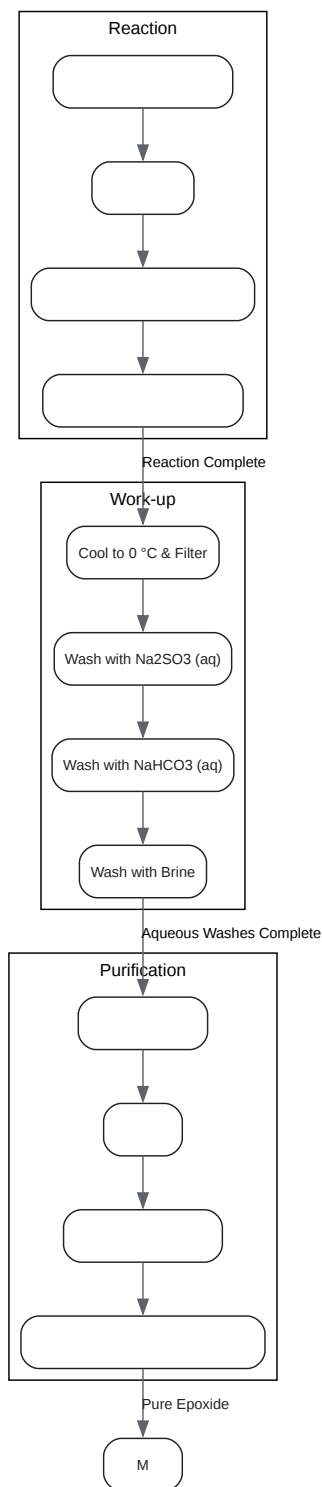 Reaction
Reaction Complete
Work-up
Cool to 0 °C & Filter
Wash with Na2SO3 (aq)
Wash with NaHCO3 (aq)
Wash with Brine
Aqueous Washes Complete
Purification
Pure Epoxide
M